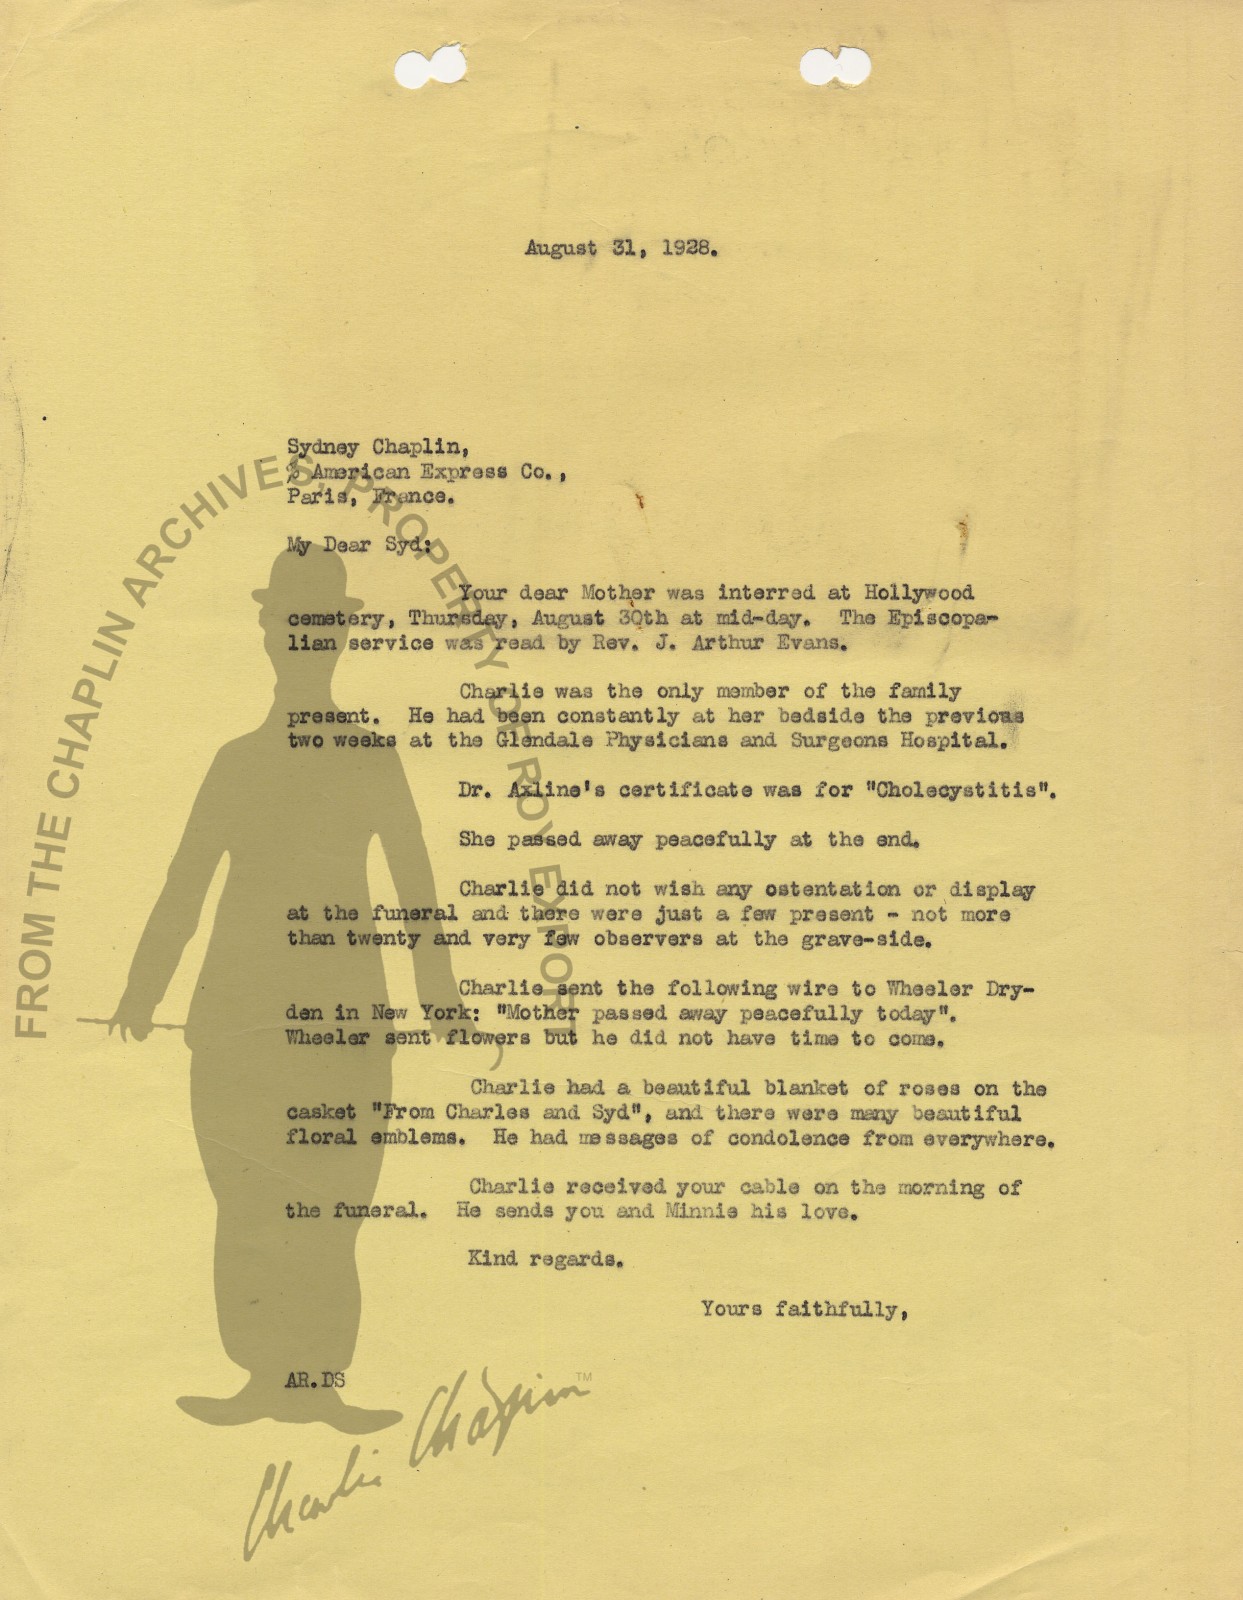 August 31, 1928.
Sydney Chaplin,
℅ American Express Co.,
Paris, France.
My Dear Syd:
Your dear Mother was interred at Hollywood
cemetery, Thursday, August 30th at mid-day. The Episcopa-
lian service was read by Rev. J. Arthur Evans.
Charlie was the only member of the family
present. He had been constantly at her bedside the previous
two weeks at the Glendale Physicians and Surgeons Hospital.
Dr. Axline's certificate was for "Cholecystitis".
She passed away peacefully at the end.
Charlie did not wish any ostentation or display
at the funeral and there were just a few present - not more
than twenty and very few observers at the grave-side.
Charlie sent the following wire to Wheeler Dry-
den in New York: "Mother passed away peacefully today".
Wheeler sent flowers but he did not have time to come.
Charlie had a beautiful blanket of roses on the
casket "From Charles and Syd", and there were many beautiful
floral emblems. He had messages of condolence from everywhere.
Charlie received your cable on the morning of
the funeral. He sends you and Minnie his love.
Kind regards.
Yours faithfully,
AR.DS
FROM THE CHAPLIN ARCHIVES, PROPERTY OF ROY EXPORT
Charlie Chaplin™